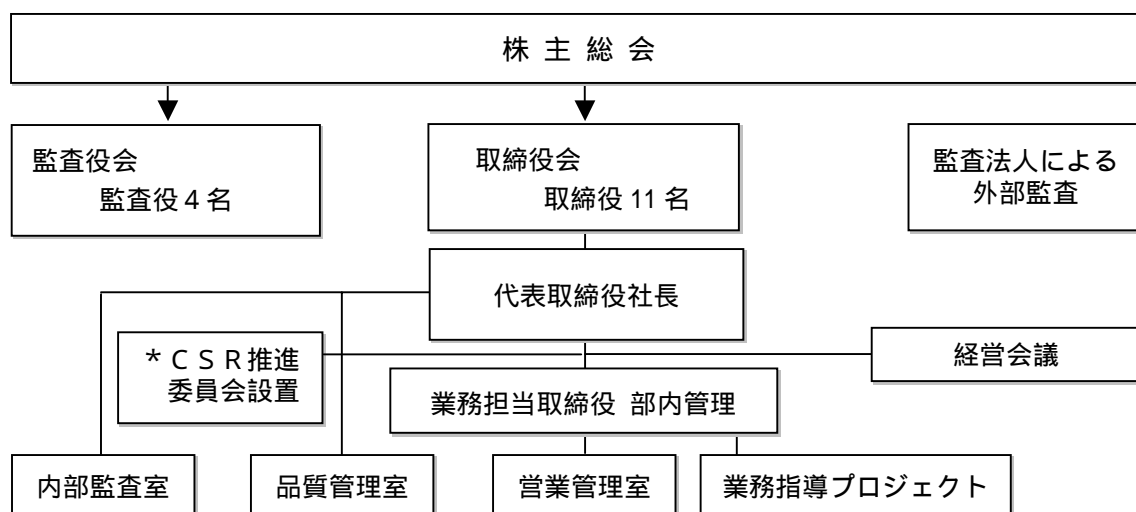 株 主 総 会
監査役会
監査役４名
取締役会
取締役 11 名
監査法人による
外部監査
代表取締役社長
*ＣＳＲ推進
委員会設置
経営会議
業務担当取締役 部内管理
内部監査室
品質管理室
営業管理室
業務指導プロジェクト